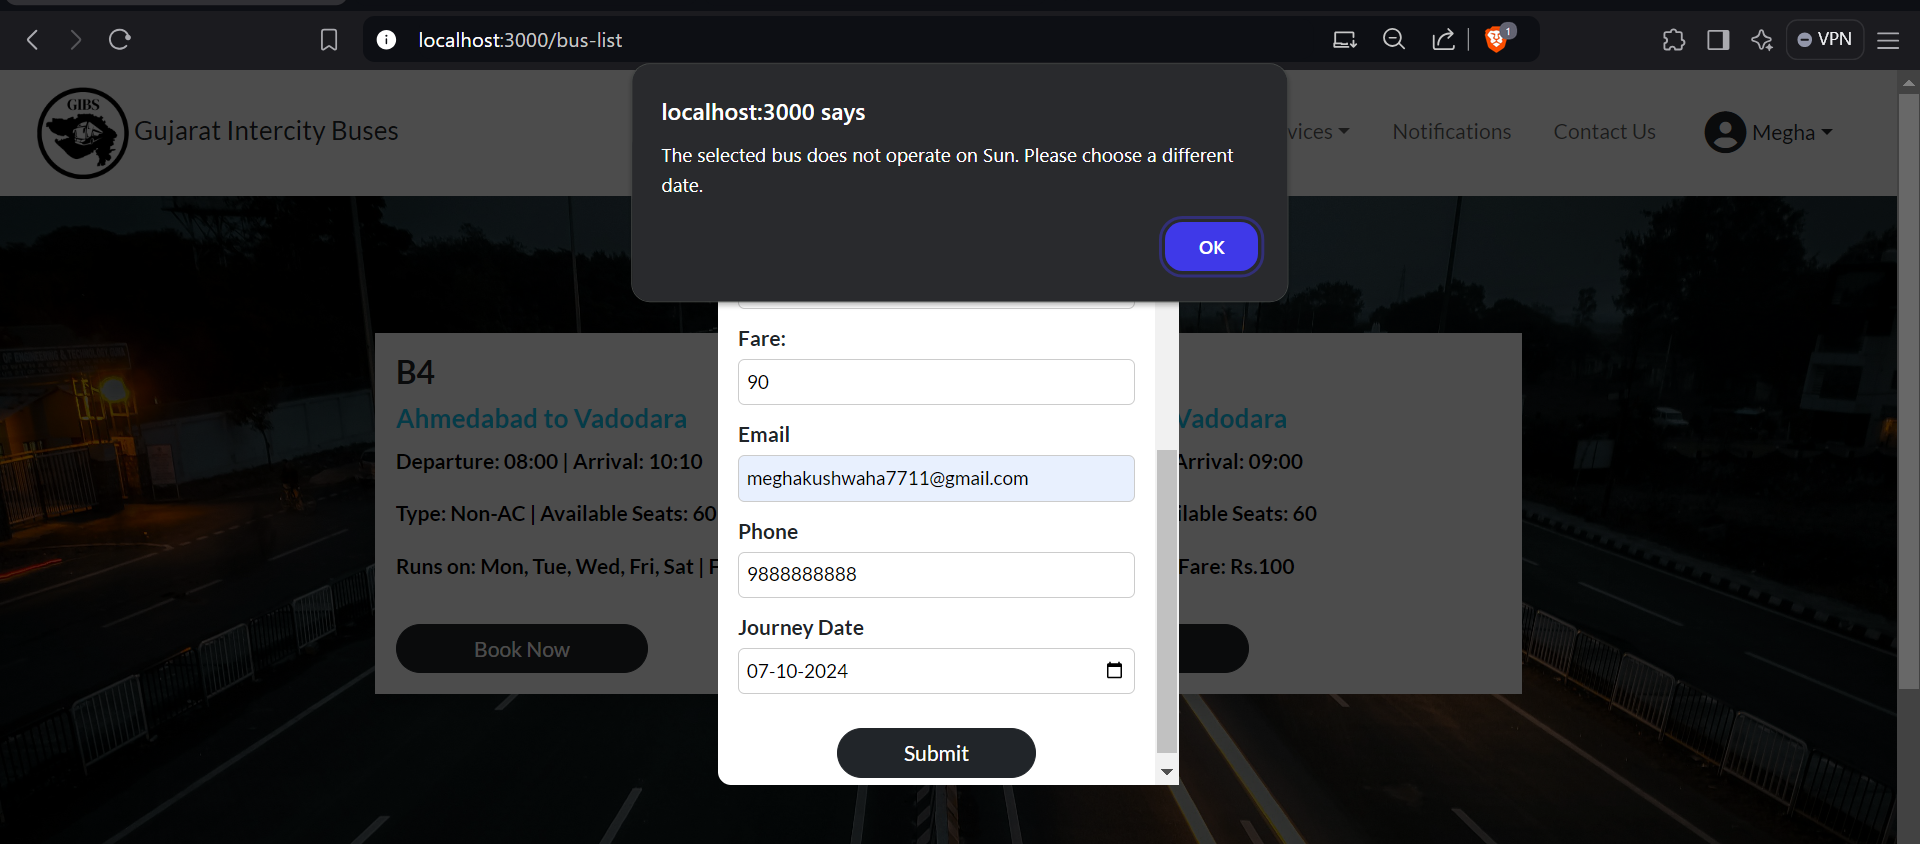 localhost:3000/bus-list
1
VPN
localhost:3000 says
The selected bus does not operate on Sun. Please choose a different
date.
OK
GIBS
Gujarat Intercity Buses
vices
Notifications
Contact Us
Megha
B4
Ahmedabad to Vadodara
Departure: 08:00 | Arrival: 10:10
Type: Non-AC | Available Seats: 60
Runs on: Mon, Tue, Wed, Fri, Sat |
Book Now
Fare:
90
Email
meghakushwaha7711@gmail.com
Phone
9888888888
Journey Date
07-10-2024
Submit
Vadodara
Arrival: 09:00
ilable Seats: 60
Fare: Rs.100